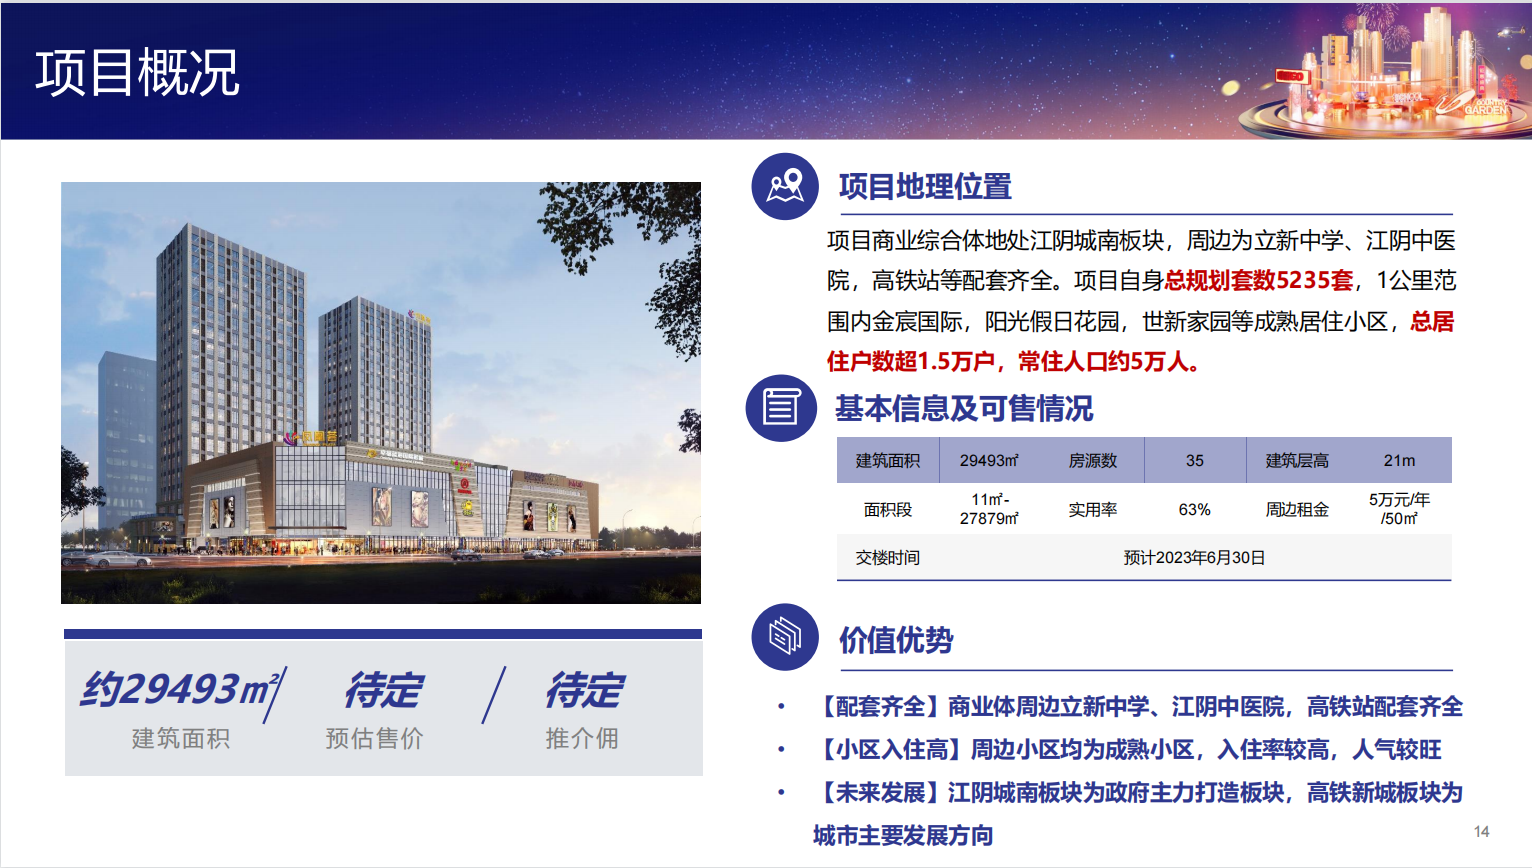 项目概况
COUNTRY
GARDEN
项目地理位置
项目商业综合体地处江阴城南板块，周边为立新中学、江阴中医
院，高铁站等配套齐全。项目自身总规划套数5235套，1公里范
围内金宸国际，阳光假日花园，世新家园等成熟居住小区，总居
住户数超1.5万户，常住人口约5万人。
基本信息及可售情况
建筑面积 29493㎡ 房源数 35 建筑层高 21m
面积段 11㎡-27879㎡ 实用率 63% 周边租金 5万元/年/50㎡
交楼时间 预计2023年6月30日
约29493㎡ 待定 待定
建筑面积 预估售价 推介佣
价值优势
• 【配套齐全】商业体周边立新中学、江阴中医院，高铁站配套齐全
• 【小区入住高】周边小区均为成熟小区，入住率较高，人气较旺
• 【未来发展】江阴城南板块为政府主力打造板块，高铁新城板块为
城市主要发展方向
14